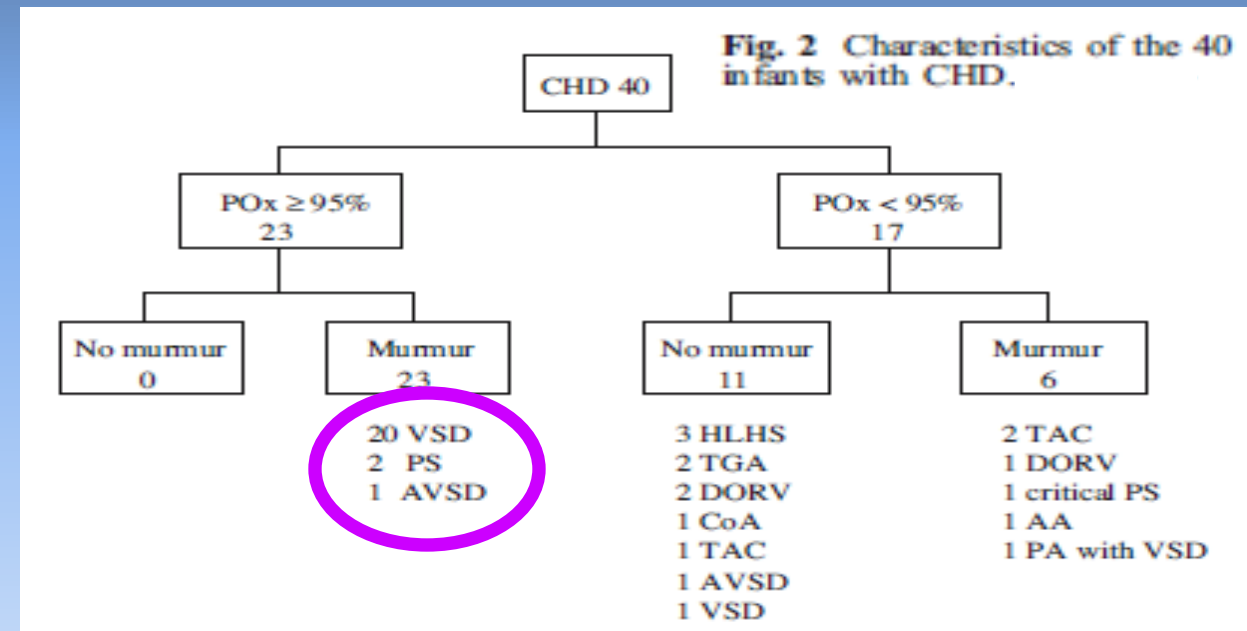 Fig. 2 Characteristics of the 40
infants with CHD.
CHD 40
POx ≥ 95%
23
POx < 95%
17
No murmur
0
Murmur
23
No murmur
11
Murmur
6
20 VSD
2 PS
1 AVSD
3 HLHS
2 TGA
2 DORV
1 CoA
1 TAC
1 AVSD
1 VSD
2 TAC
1 DORV
1 critical PS
1 AA
1 PA with VSD